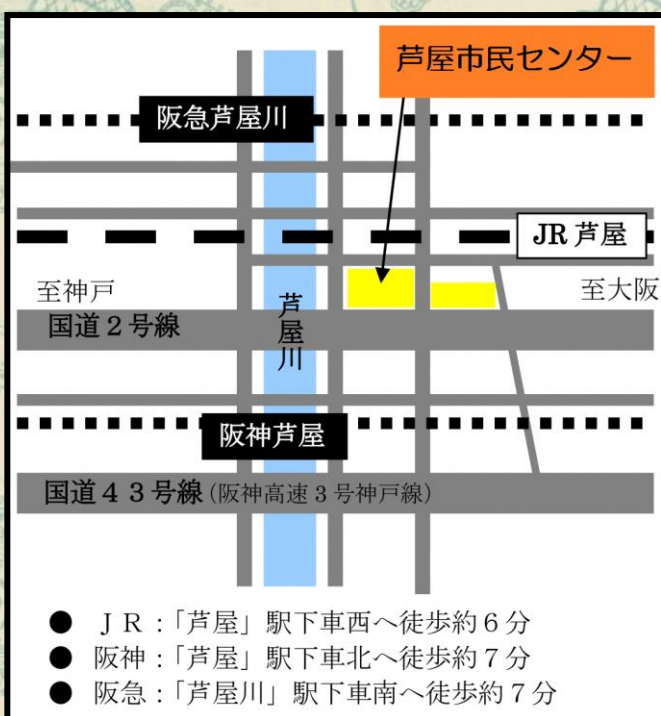 芦屋市民センター
阪急芦屋川
JR 芦屋
至神戸
至大阪
国道２号線
芦屋川
阪神芦屋
国道４３号線(阪神高速３号神戸線)
● ＪＲ：「芦屋」駅下車西へ徒歩約６分
● 阪神：「芦屋」駅下車北へ徒歩約７分
● 阪急：「芦屋川」駅下車南へ徒歩約７分